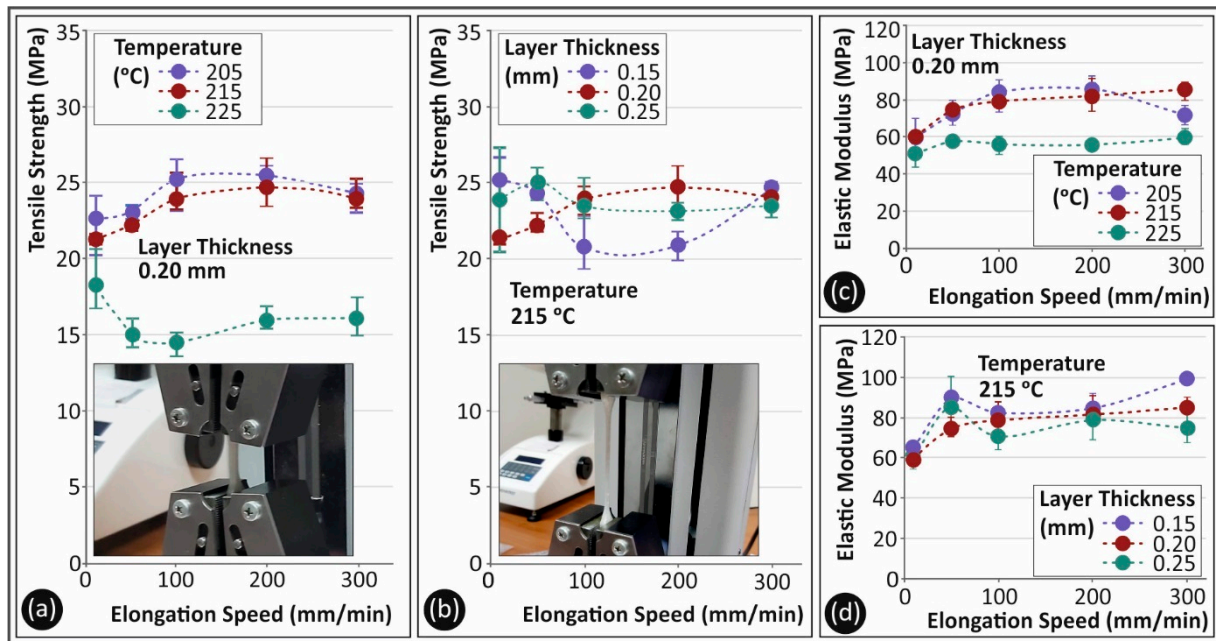 35
30
25
20
15
10
5
0
Tensile Strength (MPa)
Temperature
(ºC)
205
215
225
Layer Thickness
0.20 mm
0
100
200
300
Elongation Speed (mm/min)
(a)
35
30
25
20
15
10
5
0
Tensile Strength (MPa)
Layer Thickness
(mm)
0.15
0.20
0.25
Temperature
215 ºC
0
100
200
300
Elongation Speed (mm/min)
(b)
120
100
80
60
40
20
0
Elastic Modulus (MPa)
Layer Thickness
0.20 mm
Temperature
(ºC)
205
215
225
0
100
200
300
Elongation Speed (mm/min)
(c)
120
100
80
60
40
20
0
Elastic Modulus (MPa)
Temperature
215 ºC
Layer Thickness
(mm)
0.15
0.20
0.25
0
100
200
300
Elongation Speed (mm/min)
(d)